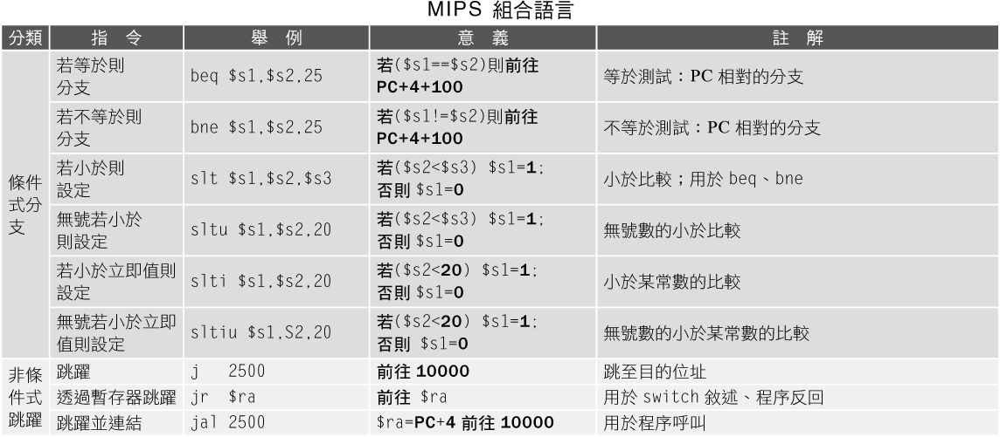 MIPS 組合語言
分類 指令 舉例 意義 註解
條件
式分
支
若等於則
分支
beq $s1,$s2,25
若($s1==$s2)則前往
PC+4+100
等於測試：PC 相對的分支
若不等於則
分支
bne $s1,$s2,25
若($s1!=$s2)則前往
PC+4+100
不等於測試：PC 相對的分支
若小於則
設定
slt $s1,$s2,$s3
若($s2<$s3) $s1=1;
否則 $s1=0
小於比較；用於 beq、bne
無號若小於
則設定
sltu $s1,$s2,20
若($s2<$s3) $s1=1;
否則 $s1=0
無號數的小於比較
若小於立即值則
設定
slti $s1,$s2,20
若($s2<20) $s1=1;
否則 $s1=0
小於某常數的比較
無號若小於立即
值則設定
sltiu $s1,S2,20
若($s2<20) $s1=1;
否則 $s1=0
無號數的小於某常數的比較
非條
件式
跳躍
跳躍 j 2500 前往 10000 跳至目的位址
透過暫存器跳躍 jr $ra 前往 $ra 用於 switch 敘述、程序反回
跳躍並連結 jal 2500 $ra=PC+4 前往 10000 用於程序呼叫